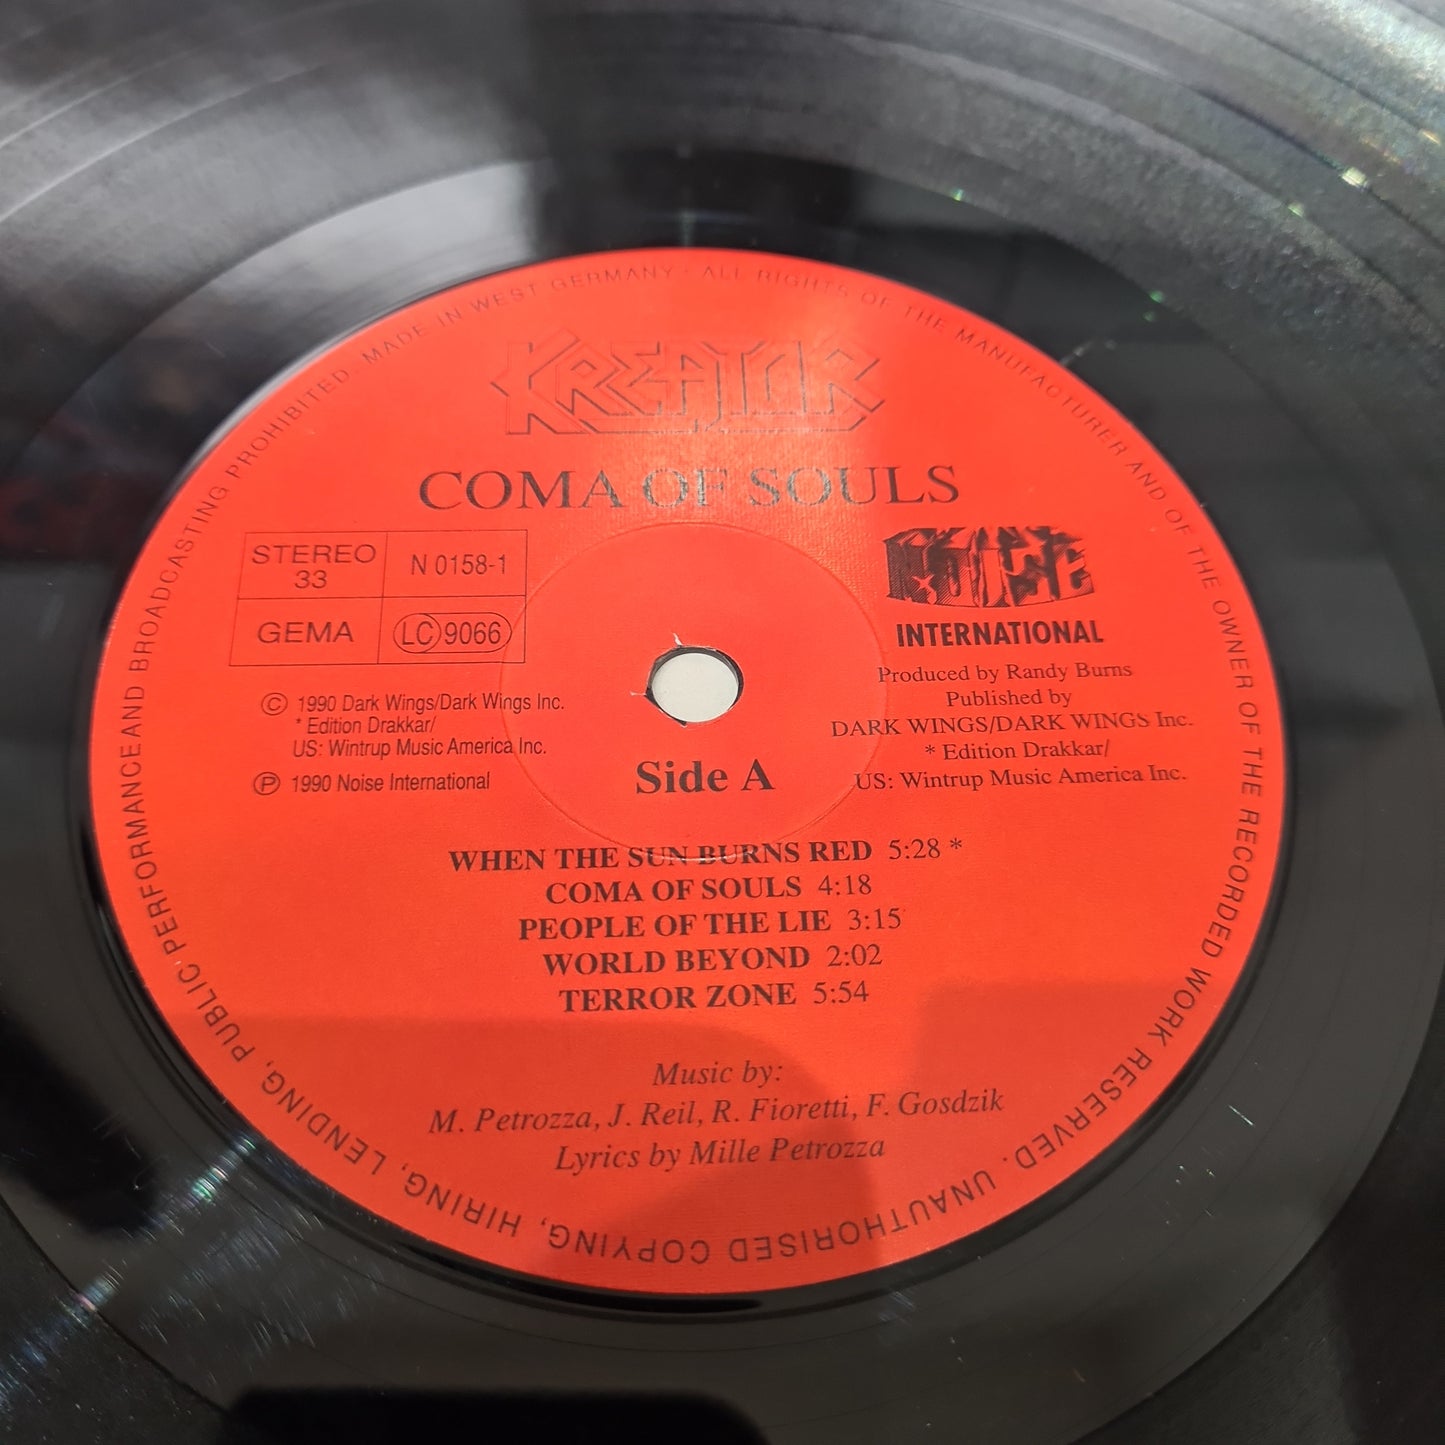 MADE IN WEST GERMANY · ALL RIGHTS OF THE MANUFACTURER AND OF THE OWNER OF THE RECORDED WORK RESERVED. UNAUTHORISED COPYING, HIRING, LENDING, PUBLIC PERFORMANCE AND BROADCASTING PROHIBITED ·
KREATOR
COMA OF SOULS
STEREO
33
N 0158-1
GEMA
LC 9066
NOISE
INTERNATIONAL
© 1990 Dark Wings/Dark Wings Inc.
* Edition Drakkar/
US: Wintrup Music America Inc.
℗ 1990 Noise International
Produced by Randy Burns
Published by
DARK WINGS/DARK WINGS Inc.
* Edition Drakkar/
US: Wintrup Music America Inc.
Side A
WHEN THE SUN BURNS RED 5:28 *
COMA OF SOULS 4:18
PEOPLE OF THE LIE 3:15
WORLD BEYOND 2:02
TERROR ZONE 5:54
Music by:
M. Petrozza, J. Reil, R. Fioretti, F. Gosdzik
Lyrics by Mille Petrozza